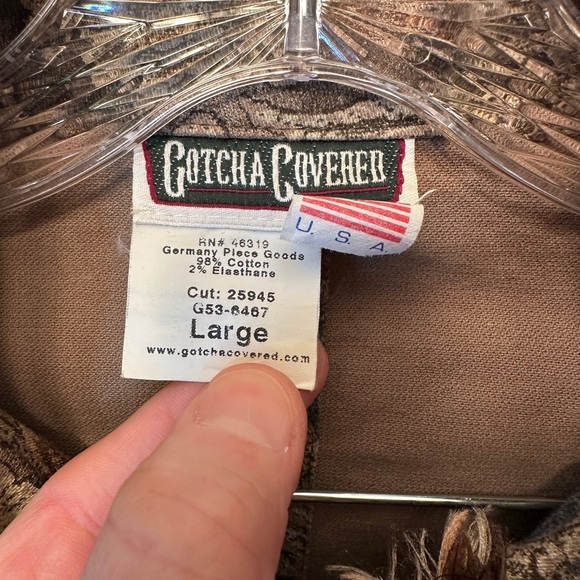 GOTCHA COVERED
U. S. A
RN# 46319
Germany Piece Goods
98% Cotton
2% Elasthane
Cut: 25945
G53-6467
Large
www.gotchacovered.com